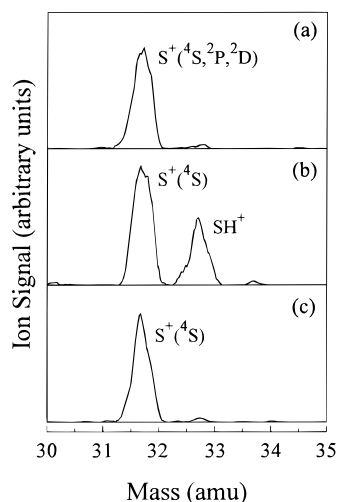 (a)
S⁺(⁴S,²P,²D)
(b)
S⁺(⁴S)
SH⁺
(c)
S⁺(⁴S)
Ion Signal (arbitrary units)
30 31 32 33 34 35
Mass (amu)